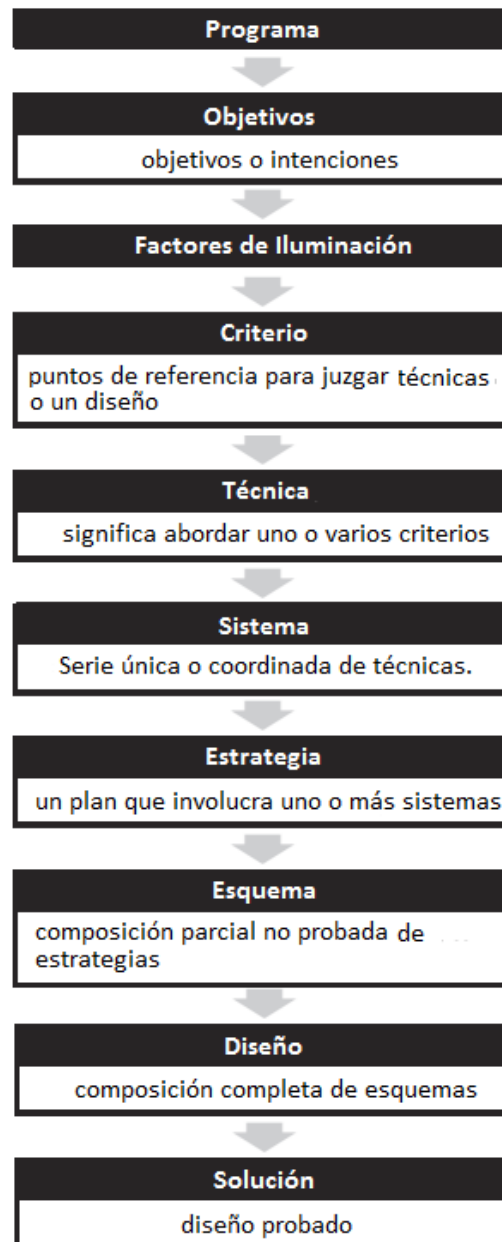 Programa
Objetivos
objetivos o intenciones
Factores de Iluminación
Criterio
puntos de referencia para juzgar técnicas
o un diseño
Técnica
significa abordar uno o varios criterios
Sistema
Serie única o coordinada de técnicas.
Estrategia
un plan que involucra uno o más sistemas
Esquema
composición parcial no probada de
estrategias
Diseño
composición completa de esquemas
Solución
diseño probado